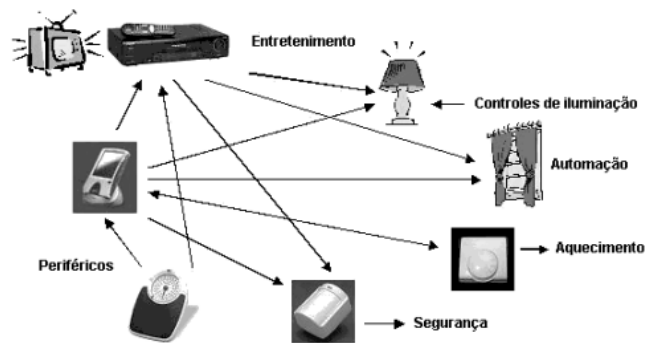 Entretenimento
Controles de iluminação
Automação
Aquecimento
Periféricos
Segurança